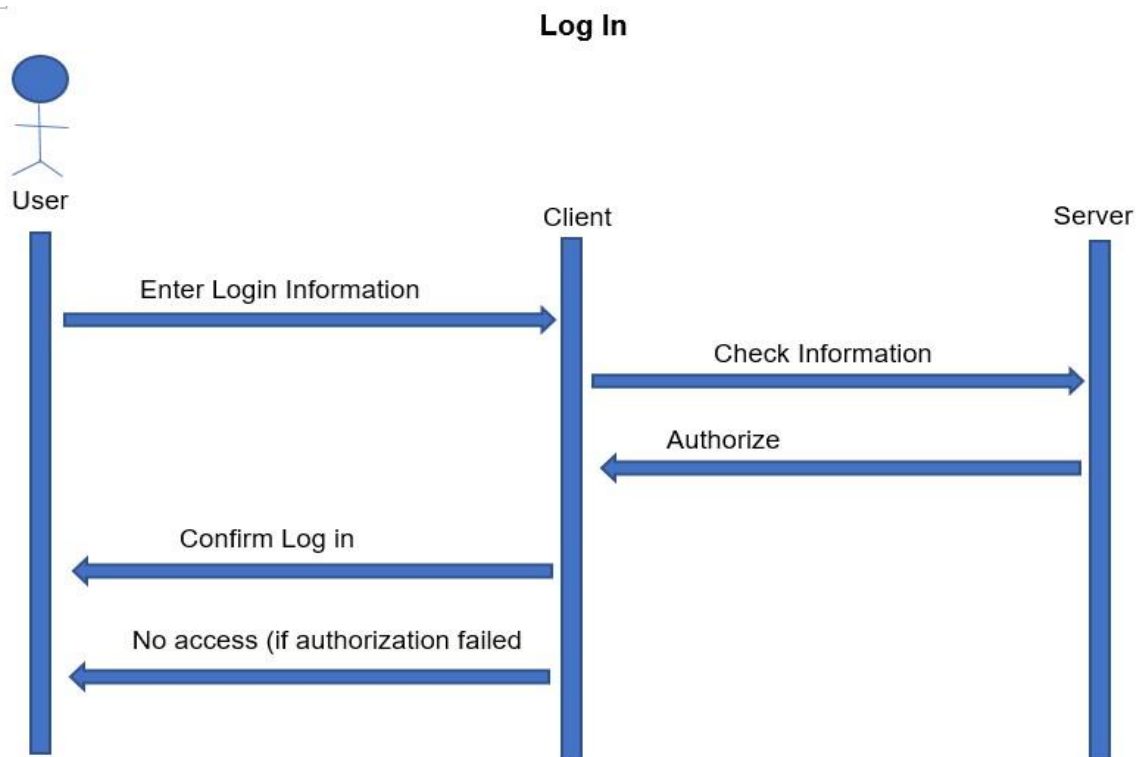 Log In
User
Client
Server
Enter Login Information
Check Information
Authorize
Confirm Log in
No access (if authorization failed